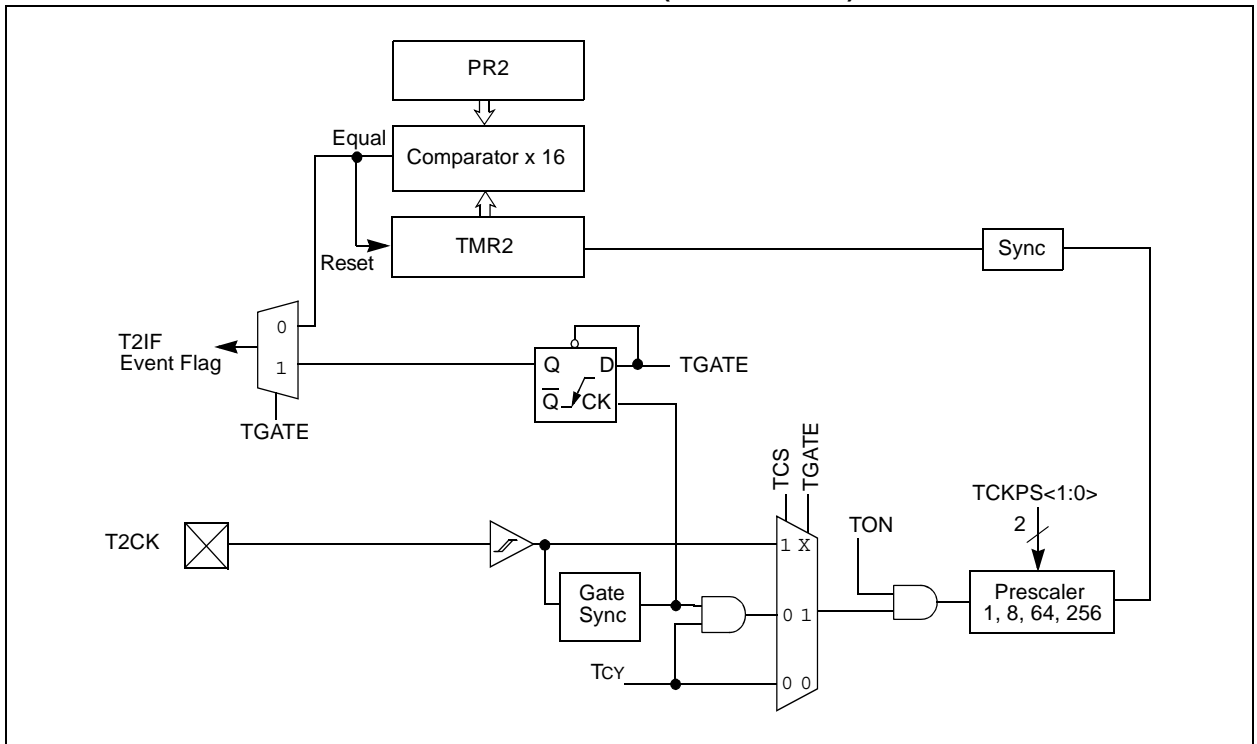 PR2
Equal
Comparator x 16
TMR2
Reset
Sync
0
T2IF
Event Flag
1
Q
D
TGATE
Q
CK
TGATE
TCS
TGATE
TCKPS<1:0>
2
TON
T2CK
1 X
Gate
Sync
Prescaler
1, 8, 64, 256
0 1
TCY
0 0